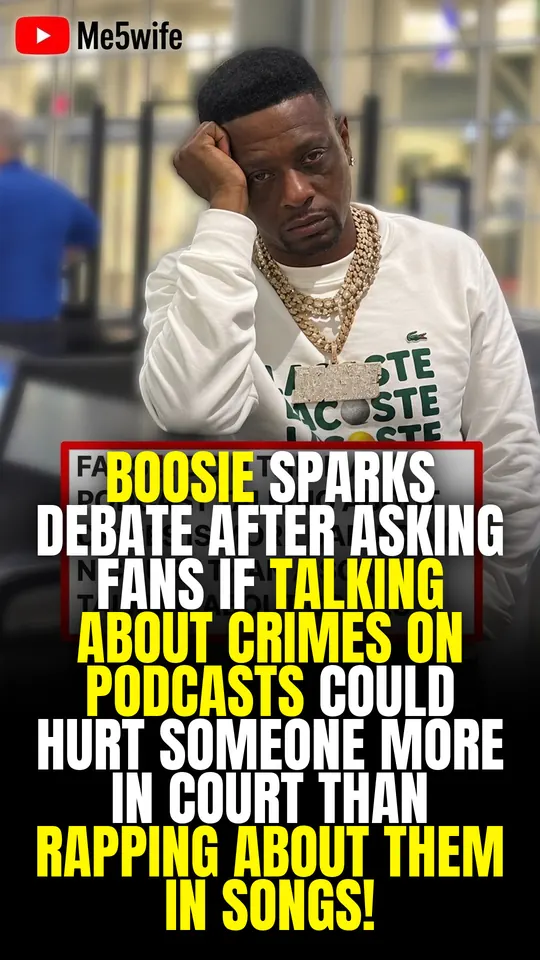 Me5wife
LACOSTE
LACOSTE
LACOSTE
BOOSIE SPARKS
DEBATE AFTER ASKING
FANS IF TALKING
ABOUT CRIMES ON
PODCASTS COULD
HURT SOMEONE MORE
IN COURT THAN
RAPPING ABOUT THEM
IN SONGS!